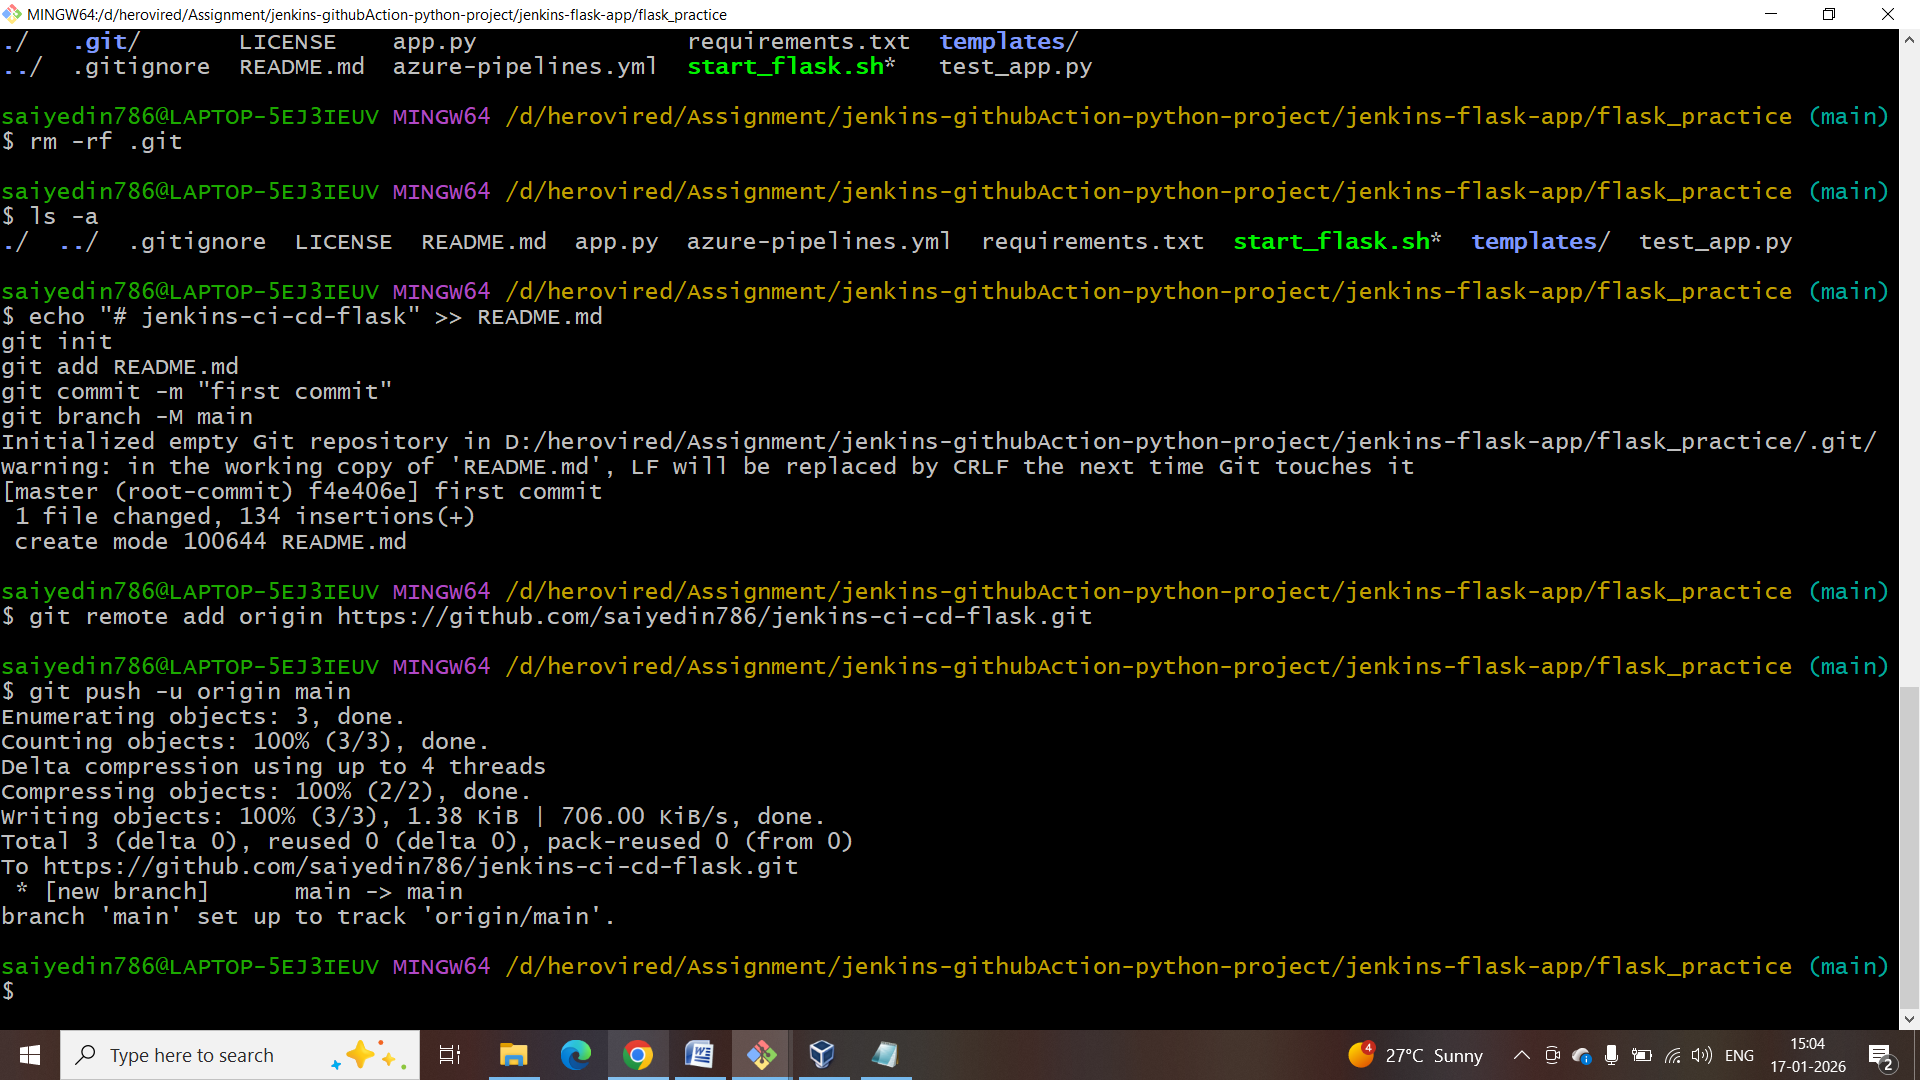 MINGW64:/d/herovired/Assignment/jenkins-githubAction-python-project/jenkins-flask-app/flask_practice
./   .git/       LICENSE    app.py               requirements.txt  templates/
../  .gitignore  README.md  azure-pipelines.yml  start_flask.sh*   test_app.py
saiyedin786@LAPTOP-5EJ3IEUV MINGW64 /d/herovired/Assignment/jenkins-githubAction-python-project/jenkins-flask-app/flask_practice (main)
$ rm -rf .git
saiyedin786@LAPTOP-5EJ3IEUV MINGW64 /d/herovired/Assignment/jenkins-githubAction-python-project/jenkins-flask-app/flask_practice (main)
$ ls -a
./  ../  .gitignore  LICENSE  README.md  app.py  azure-pipelines.yml  requirements.txt  start_flask.sh*  templates/  test_app.py
saiyedin786@LAPTOP-5EJ3IEUV MINGW64 /d/herovired/Assignment/jenkins-githubAction-python-project/jenkins-flask-app/flask_practice (main)
$ echo "# jenkins-ci-cd-flask" >> README.md
git init
git add README.md
git commit -m "first commit"
git branch -M main
Initialized empty Git repository in D:/herovired/Assignment/jenkins-githubAction-python-project/jenkins-flask-app/flask_practice/.git/
warning: in the working copy of 'README.md', LF will be replaced by CRLF the next time Git touches it
[master (root-commit) f4e406e] first commit
 1 file changed, 134 insertions(+)
 create mode 100644 README.md
saiyedin786@LAPTOP-5EJ3IEUV MINGW64 /d/herovired/Assignment/jenkins-githubAction-python-project/jenkins-flask-app/flask_practice (main)
$ git remote add origin https://github.com/saiyedin786/jenkins-ci-cd-flask.git
saiyedin786@LAPTOP-5EJ3IEUV MINGW64 /d/herovired/Assignment/jenkins-githubAction-python-project/jenkins-flask-app/flask_practice (main)
$ git push -u origin main
Enumerating objects: 3, done.
Counting objects: 100% (3/3), done.
Delta compression using up to 4 threads
Compressing objects: 100% (2/2), done.
Writing objects: 100% (3/3), 1.38 KiB | 706.00 KiB/s, done.
Total 3 (delta 0), reused 0 (delta 0), pack-reused 0 (from 0)
To https://github.com/saiyedin786/jenkins-ci-cd-flask.git
 * [new branch]      main -> main
branch 'main' set up to track 'origin/main'.
saiyedin786@LAPTOP-5EJ3IEUV MINGW64 /d/herovired/Assignment/jenkins-githubAction-python-project/jenkins-flask-app/flask_practice (main)
$
Type here to search
4
27°C Sunny
ENG
15:04
17-01-2026
2